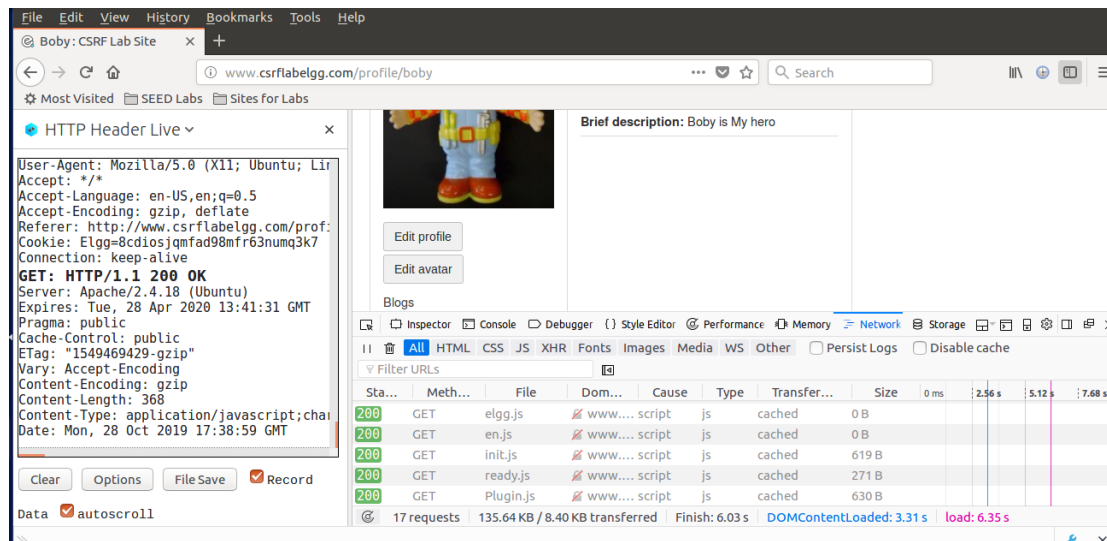 File Edit View History Bookmarks Tools Help
Boby : CSRF Lab Site × +
www.csrflabelgg.com/profile/boby ••• Search
Most Visited SEED Labs Sites for Labs
HTTP Header Live ×
User-Agent: Mozilla/5.0 (X11; Ubuntu; Lin
Accept: */*
Accept-Language: en-US,en;q=0.5
Accept-Encoding: gzip, deflate
Referer: http://www.csrflabelgg.com/profi
Cookie: Elgg=8cdiosjqmfad98mfr63numq3k7
Connection: keep-alive
GET: HTTP/1.1 200 OK
Server: Apache/2.4.18 (Ubuntu)
Expires: Tue, 28 Apr 2020 13:41:31 GMT
Pragma: public
Cache-Control: public
ETag: "1549469429-gzip"
Vary: Accept-Encoding
Content-Encoding: gzip
Content-Length: 368
Content-Type: application/javascript;char
Date: Mon, 28 Oct 2019 17:38:59 GMT
Clear Options File Save Record
Data autoscroll
Brief description: Boby is My hero
Edit profile
Edit avatar
Blogs
Inspector Console Debugger {} Style Editor Performance Memory Network Storage
All HTML CSS JS XHR Fonts Images Media WS Other Persist Logs Disable cache
Filter URLs
Sta... Meth... File Dom... Cause Type Transfer... Size 0 ms 2.56 s 5.12 s 7.68 s
200 GET elgg.js www.... script js cached 0 B
200 GET en.js www.... script js cached 0 B
200 GET init.js www.... script js cached 619 B
200 GET ready.js www.... script js cached 271 B
200 GET Plugin.js www.... script js cached 630 B
17 requests 135.64 KB / 8.40 KB transferred Finish: 6.03 s DOMContentLoaded: 3.31 s load: 6.35 s